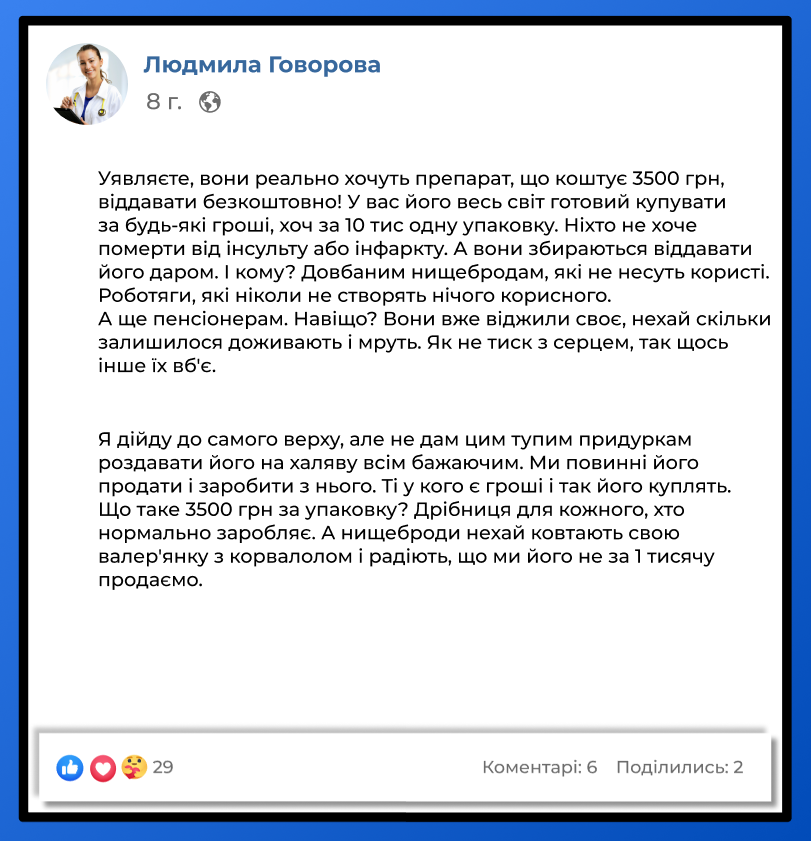 Людмила Говорова
8 г.
Уявляєте, вони реально хочуть препарат, що коштує 3500 грн,
віддавати безкоштовно! У вас його весь світ готовий купувати
за будь-які гроші, хоч за 10 тис одну упаковку. Ніхто не хоче
померти від інсульту або інфаркту. А вони збираються віддавати
його даром. І кому? Довбаним нищебродам, які не несуть користі.
Роботяги, які ніколи не створять нічого корисного.
А ще пенсіонерам. Навіщо? Вони вже віджили своє, нехай скільки
залишилося доживають і мруть. Як не тиск з серцем, так щось
інше їх вб'є.
Я дійду до самого верху, але не дам цим тупим придуркам
роздавати його на халяву всім бажаючим. Ми повинні його
продати і заробити з нього. Ті у кого є гроші і так його куплять.
Що таке 3500 грн за упаковку? Дрібниця для кожного, хто
нормально заробляє. А нищеброди нехай ковтають свою
валер'янку з корвалолом і радіють, що ми його не за 1 тисячу
продаємо.
29
Коментарі: 6 Поділились: 2